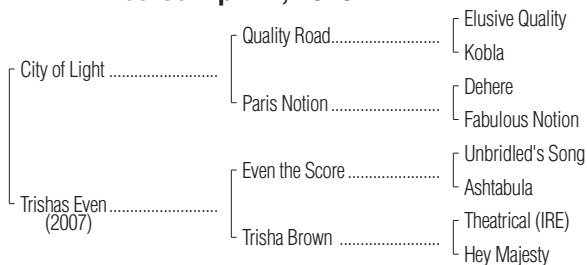 Elusive Quality
Quality Road
Kobla
City of Light
Dehere
Paris Notion
Fabulous Notion
Unbridled's Song
Even the Score
Ashtabula
Trishas Even
(2007)
Theatrical (IRE)
Trisha Brown
Hey Majesty